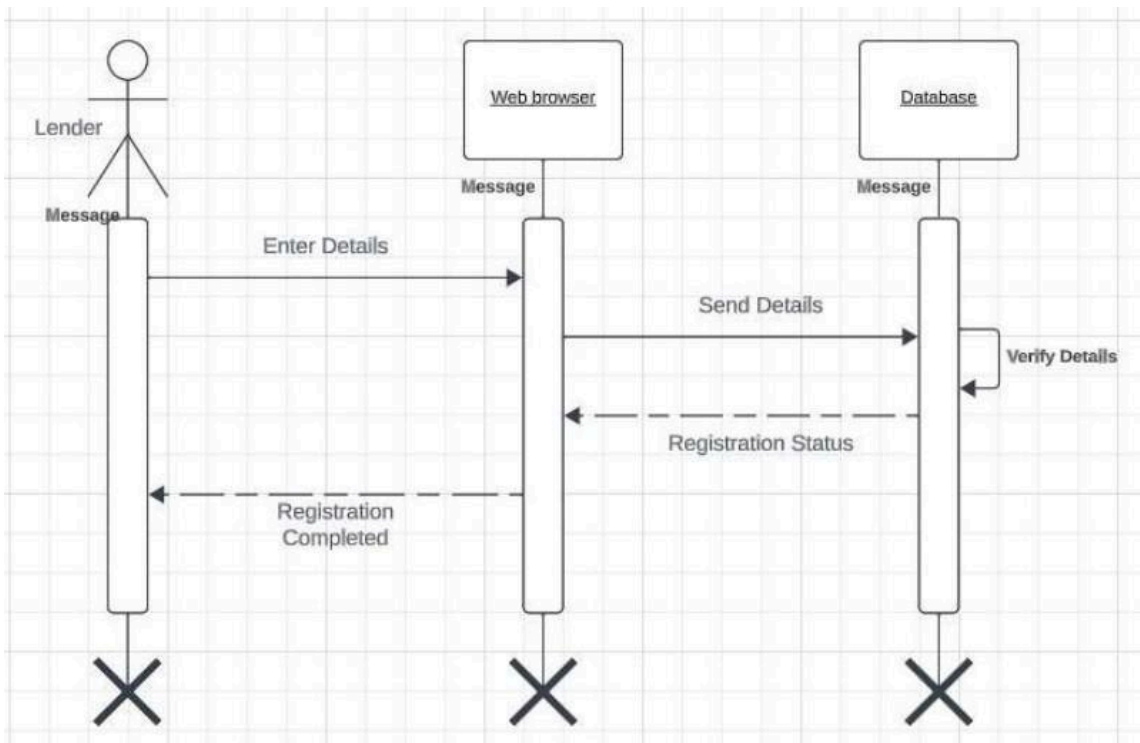 Web browser
Database
Lender
Message
Message
Message
Enter Details
Send Details
Verify Details
Registration Status
Registration
Completed